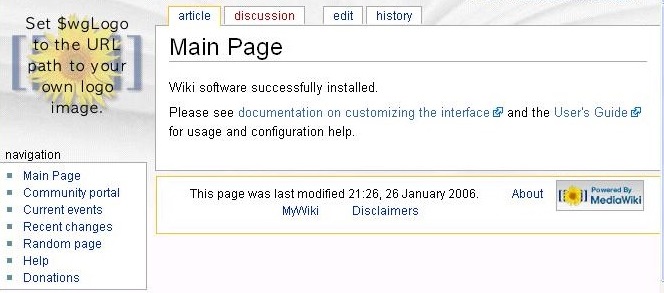 Set $wgLogo
to the URL
path to your
own logo
image.
article discussion edit history
Main Page
Wiki software successfully installed.
Please see documentation on customizing the interface and the User's Guide
for usage and configuration help.
navigation
Main Page
Community portal
Current events
Recent changes
Random page
Help
Donations
This page was last modified 21:26, 26 January 2006. About
MyWiki Disclaimers
Powered By
MediaWiki